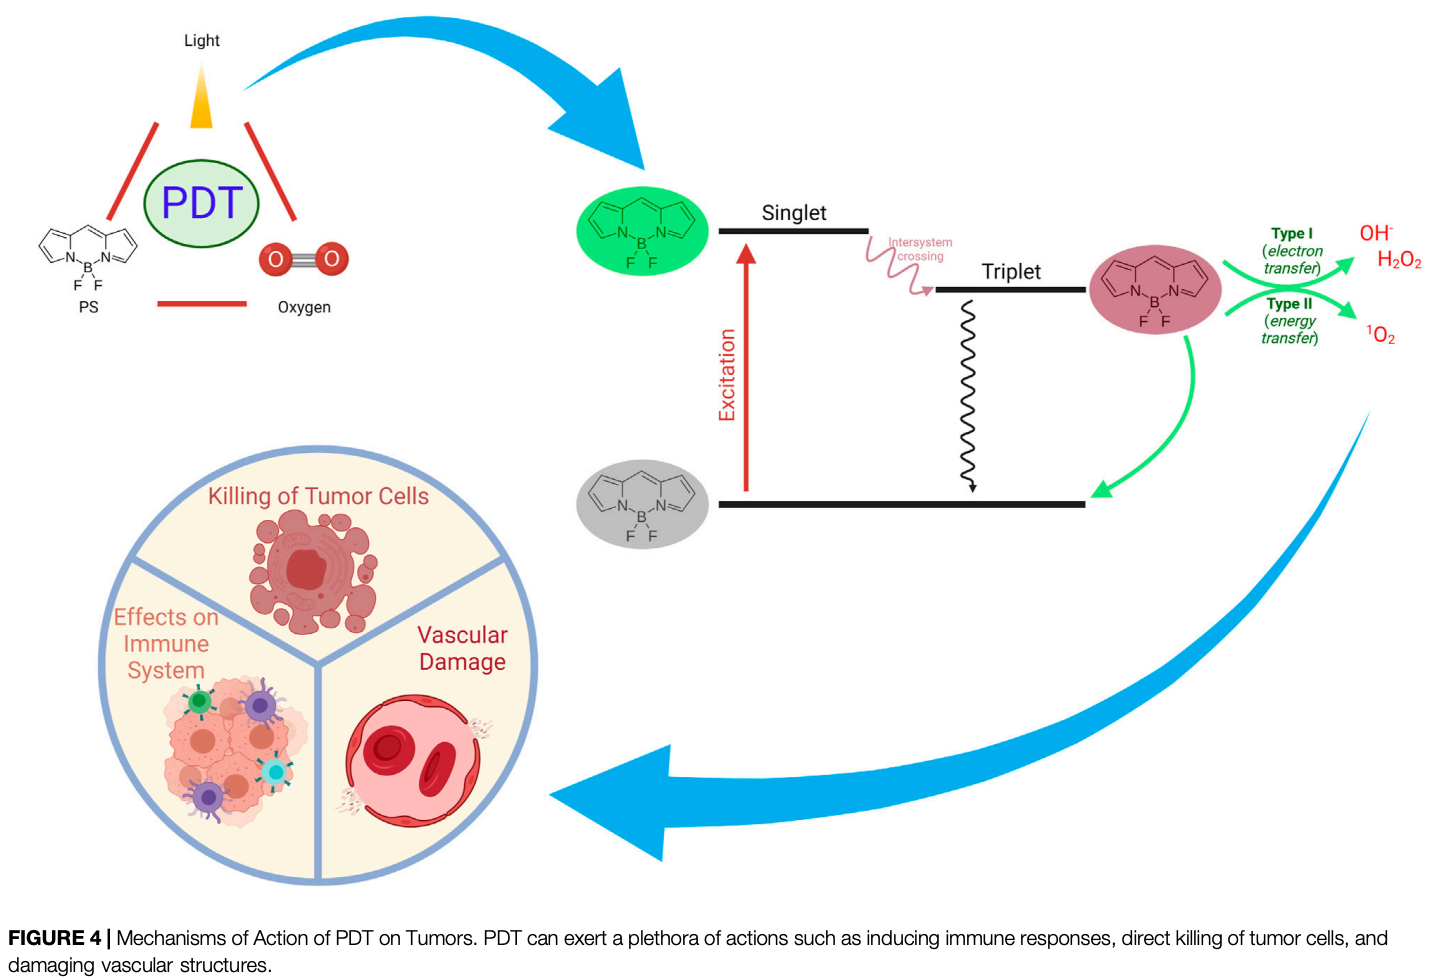 Light
PDT
N
N
B
F F
PS
O O
Oxygen
N
N
B
F F
Singlet
Intersystem
crossing
Triplet
N
N
B
F F
Type I
(electron
transfer)
Type II
(energy
transfer)
OH-
H₂O₂
¹O₂
Excitation
N
N
B
F F
Killing of Tumor Cells
Effects on
Immune
System
Vascular
Damage
FIGURE 4 | Mechanisms of Action of PDT on Tumors. PDT can exert a plethora of actions such as inducing immune responses, direct killing of tumor cells, and
damaging vascular structures.